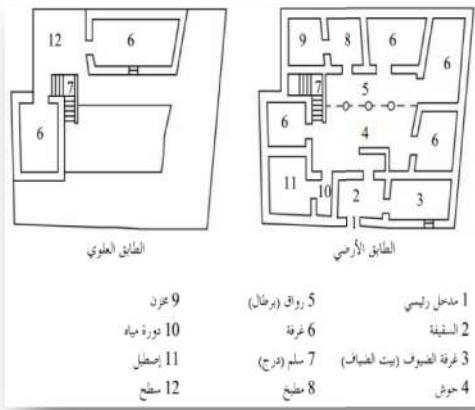 12
6
7
6
9
8
6
6
7
5
6
4
6
11
10
2
3
1
الطابق العلوي
الطابق الأرضي
1 مدخل رئيسي
2 السقيفة
3 غرفة الضيوف (بيت الضياف)
4 حوش
5 رواق (برطال)
6 غرفة
7 سلم (درج)
8 مطبخ
9 مخزن
10 دورة مياه
11 إصطبل
12 سطح